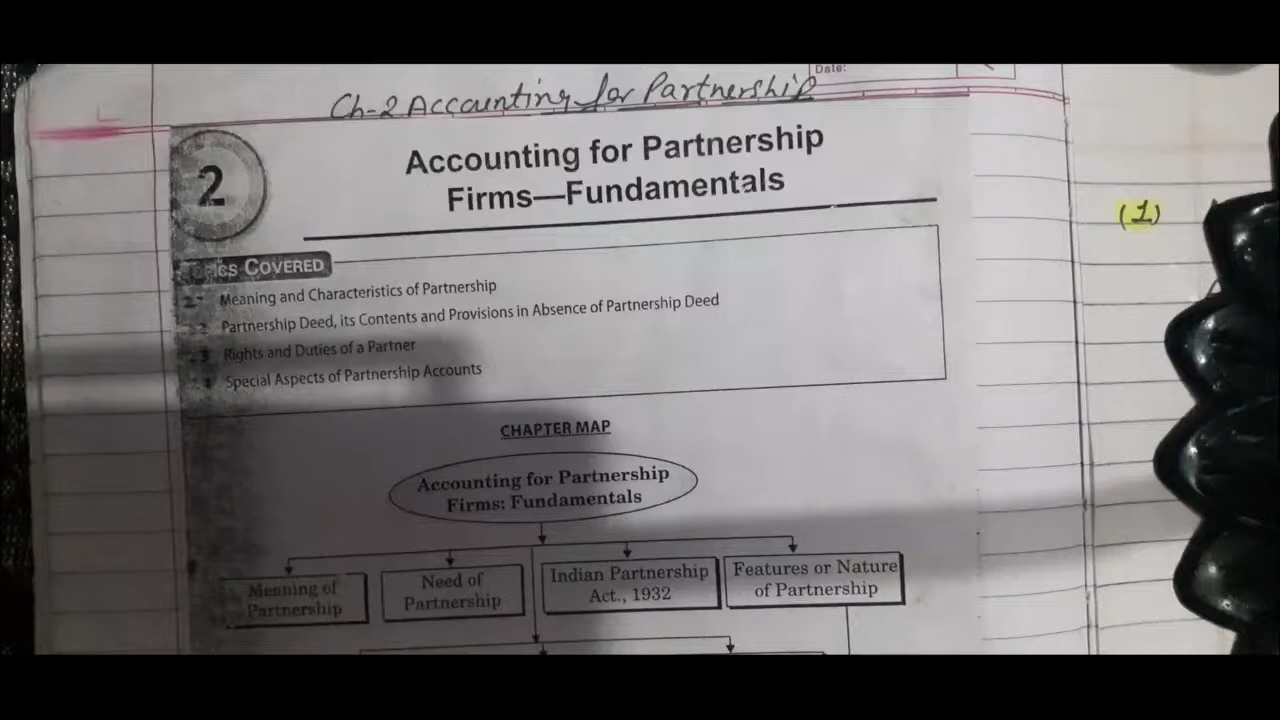 Date:
Ch-2 Accounting for Partnership
2
Accounting for Partnership
Firms—Fundamentals
(1)
COVERED
Meaning and Characteristics of Partnership
Partnership Deed, its Contents and Provisions in Absence of Partnership Deed
Rights and Duties of a Partner
Special Aspects of Partnership Accounts
CHAPTER MAP
Accounting for Partnership
Firms: Fundamentals
Meaning of
Partnership
Need of
Partnership
Indian Partnership
Act., 1932
Features or Nature
of Partnership